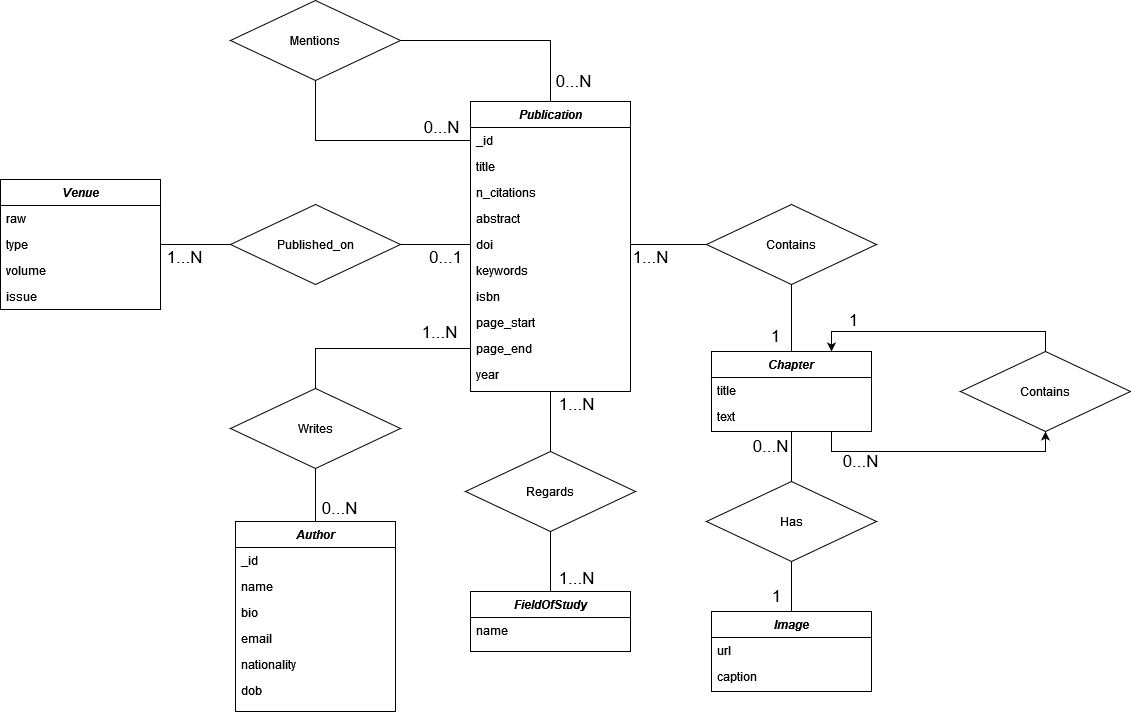 Mentions
0...N
0...N
Publication
_id
title
n_citations
abstract
doi
keywords
isbn
page_start
page_end
year
Venue
raw
type
volume
issue
Published_on
1...N
0...1
1...N
Contains
1
1...N
Writes
0...N
Author
_id
name
bio
email
nationality
dob
1...N
Regards
1...N
FieldOfStudy
name
Chapter
title
text
1
Contains
0...N
0...N
Has
1
Image
url
caption